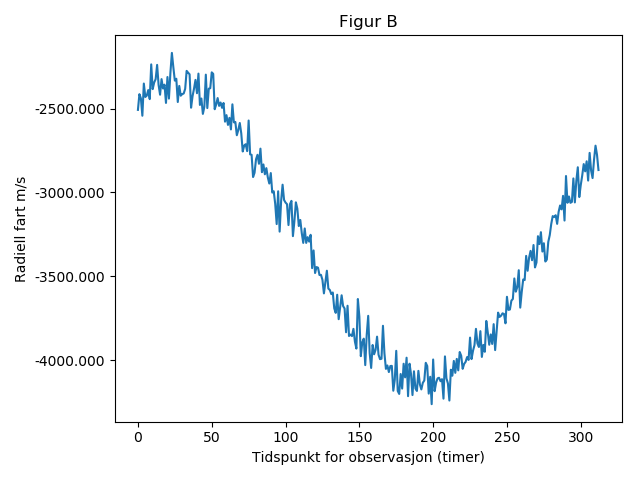 Figur B
Radiell fart m/s
-2500.000
-3000.000
-3500.000
-4000.000
0 50 100 150 200 250 300
Tidspunkt for observasjon (timer)